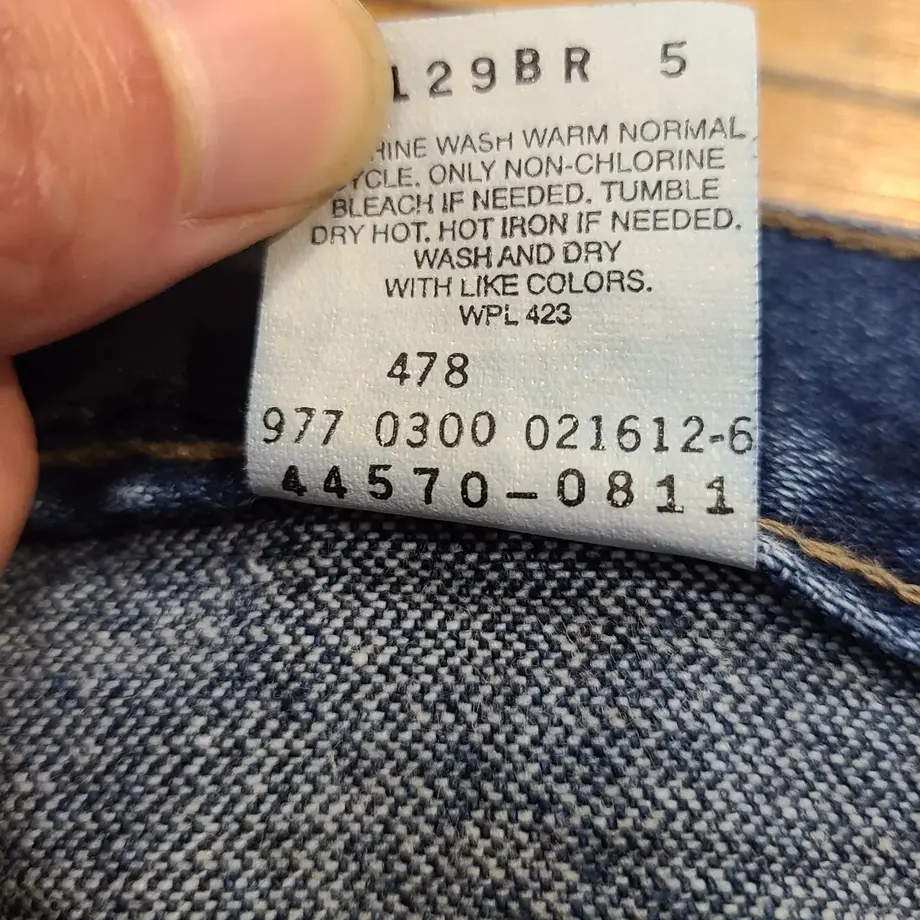 129BR 5
WASH WARM NORMAL
ONLY NON-CHLORINE
BLEACH IF NEEDED. TUMBLE
DRY HOT. HOT IRON IF NEEDED.
WASH AND DRY
WITH LIKE COLORS.
WPL 423
478
977 0300 021612-6
44570-0811